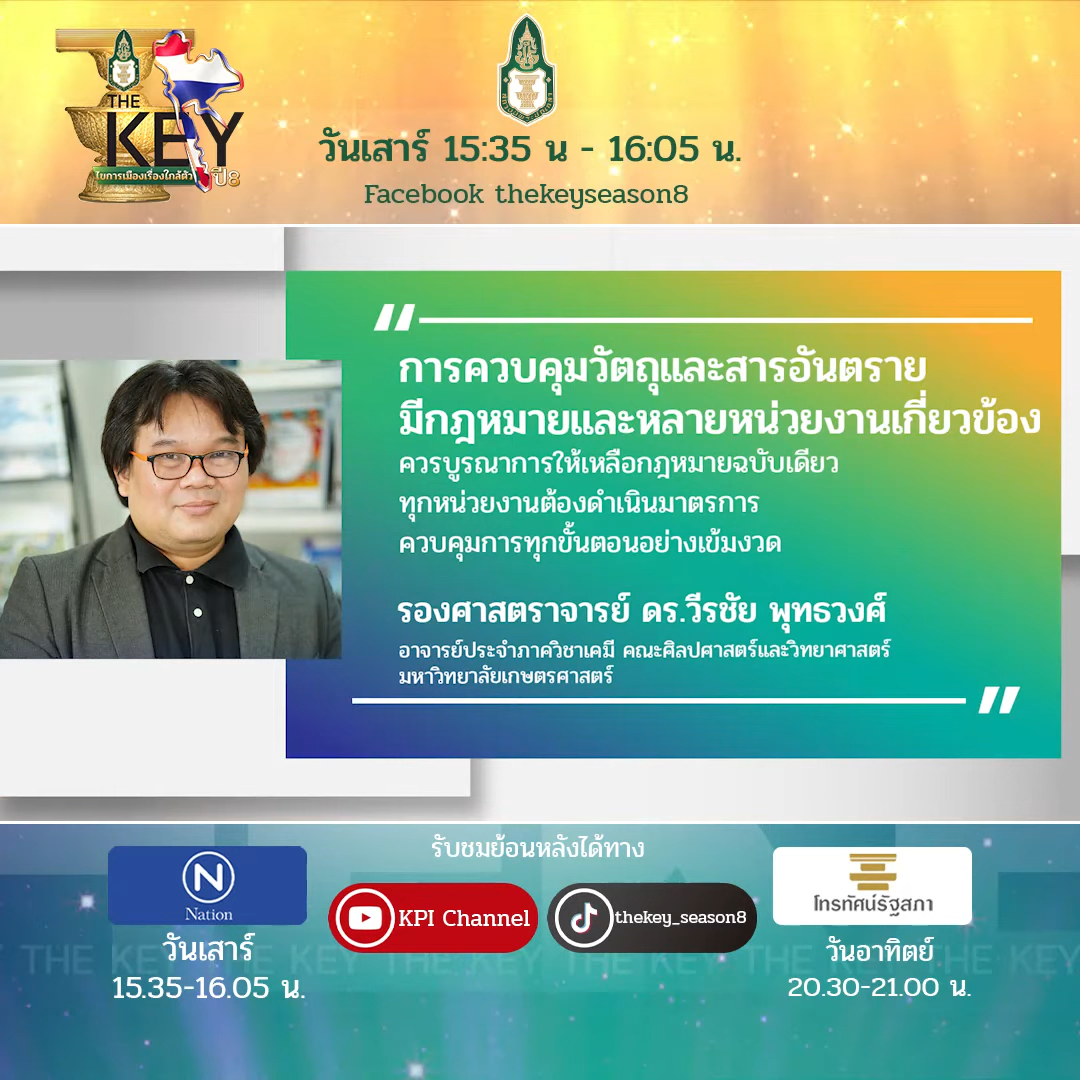 THE
KEY
ไขการเมืองเรื่องใกล้ตัว ปี8
วันเสาร์ 15:35 น - 16:05 น.
Facebook thekeyseason8
“
การควบคุมวัตถุและสารอันตราย
มีกฎหมายและหลายหน่วยงานเกี่ยวข้อง
ควรบูรณาการให้เหลือกฎหมายฉบับเดียว
ทุกหน่วยงานต้องดำเนินมาตรการ
ควบคุมการทุกขั้นตอนอย่างเข้มงวด
รองศาสตราจารย์ ดร.วีรชัย พุทธวงศ์
อาจารย์ประจำภาควิชาเคมี คณะศิลปศาสตร์และวิทยาศาสตร์
มหาวิทยาลัยเกษตรศาสตร์
”
รับชมย้อนหลังได้ทาง
N
Nation
วันเสาร์
15.35-16.05 น.
KPI Channel
thekey_season8
โทรทัศน์รัฐสภา
วันอาทิตย์
20.30-21.00 น.
THE KEY THE KEY THE KEY THE KEY THE KEY